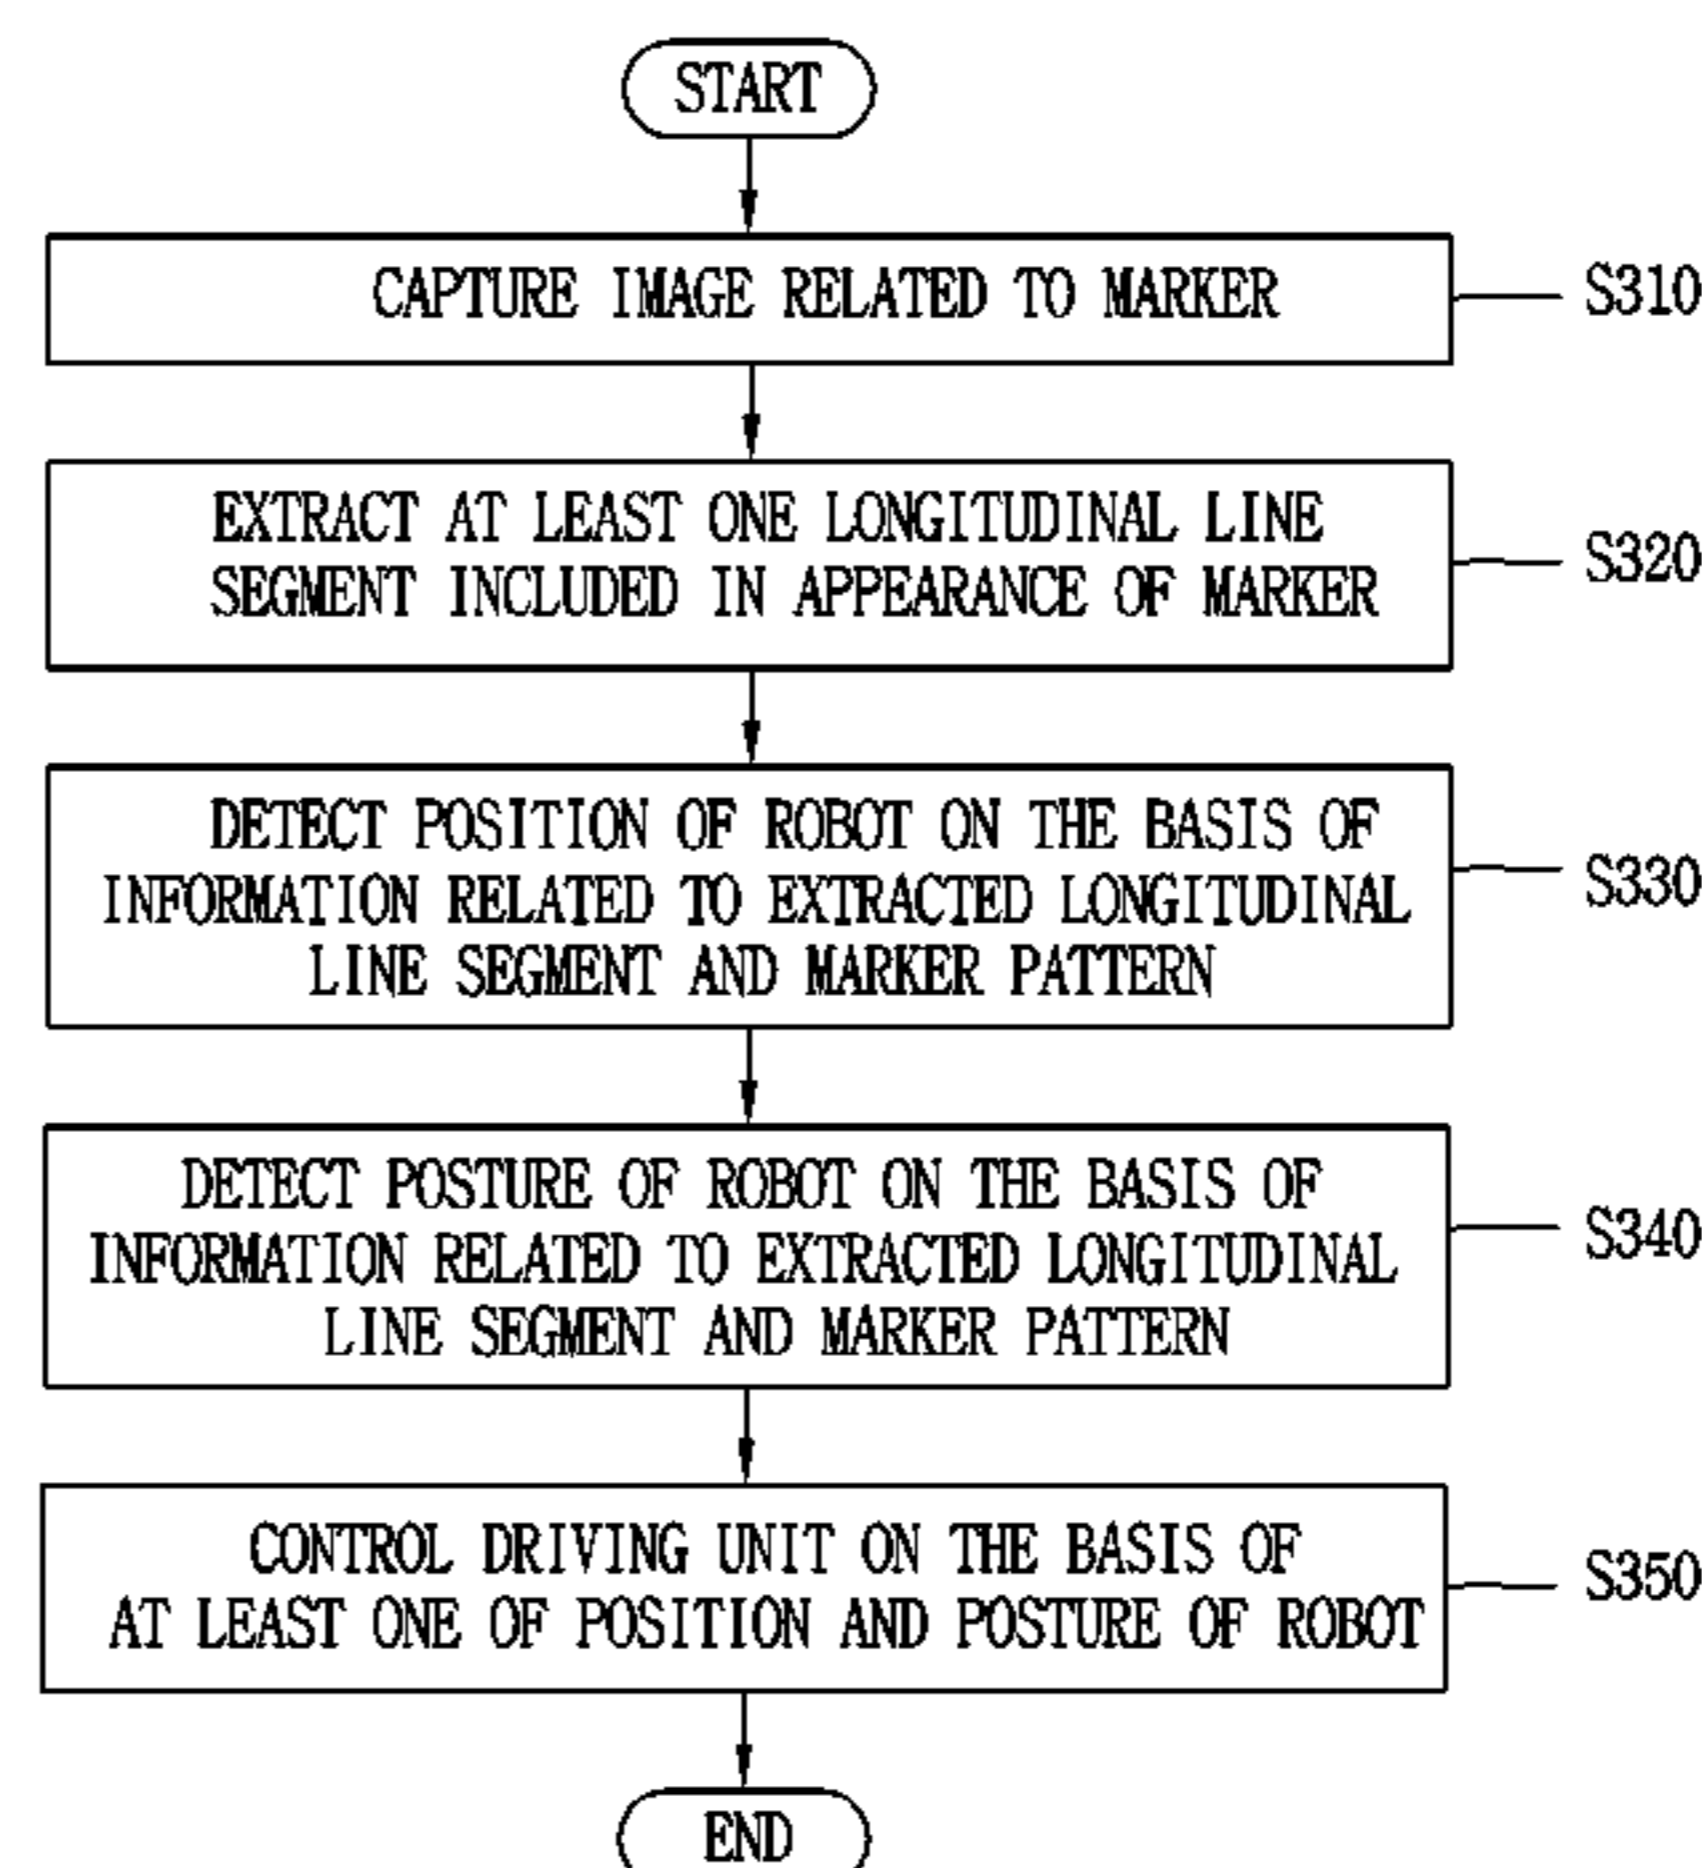 START
CAPTURE IMAGE RELATED TO MARKER
S310
EXTRACT AT LEAST ONE LONGITUDINAL LINE
SEGMENT INCLUDED IN APPEARANCE OF MARKER
S320
DETECT POSITION OF ROBOT ON THE BASIS OF
INFORMATION RELATED TO EXTRACTED LONGITUDINAL
LINE SEGMENT AND MARKER PATTERN
S330
DETECT POSTURE OF ROBOT ON THE BASIS OF
INFORMATION RELATED TO EXTRACTED LONGITUDINAL
LINE SEGMENT AND MARKER PATTERN
S340
CONTROL DRIVING UNIT ON THE BASIS OF
AT LEAST ONE OF POSITION AND POSTURE OF ROBOT
S350
END